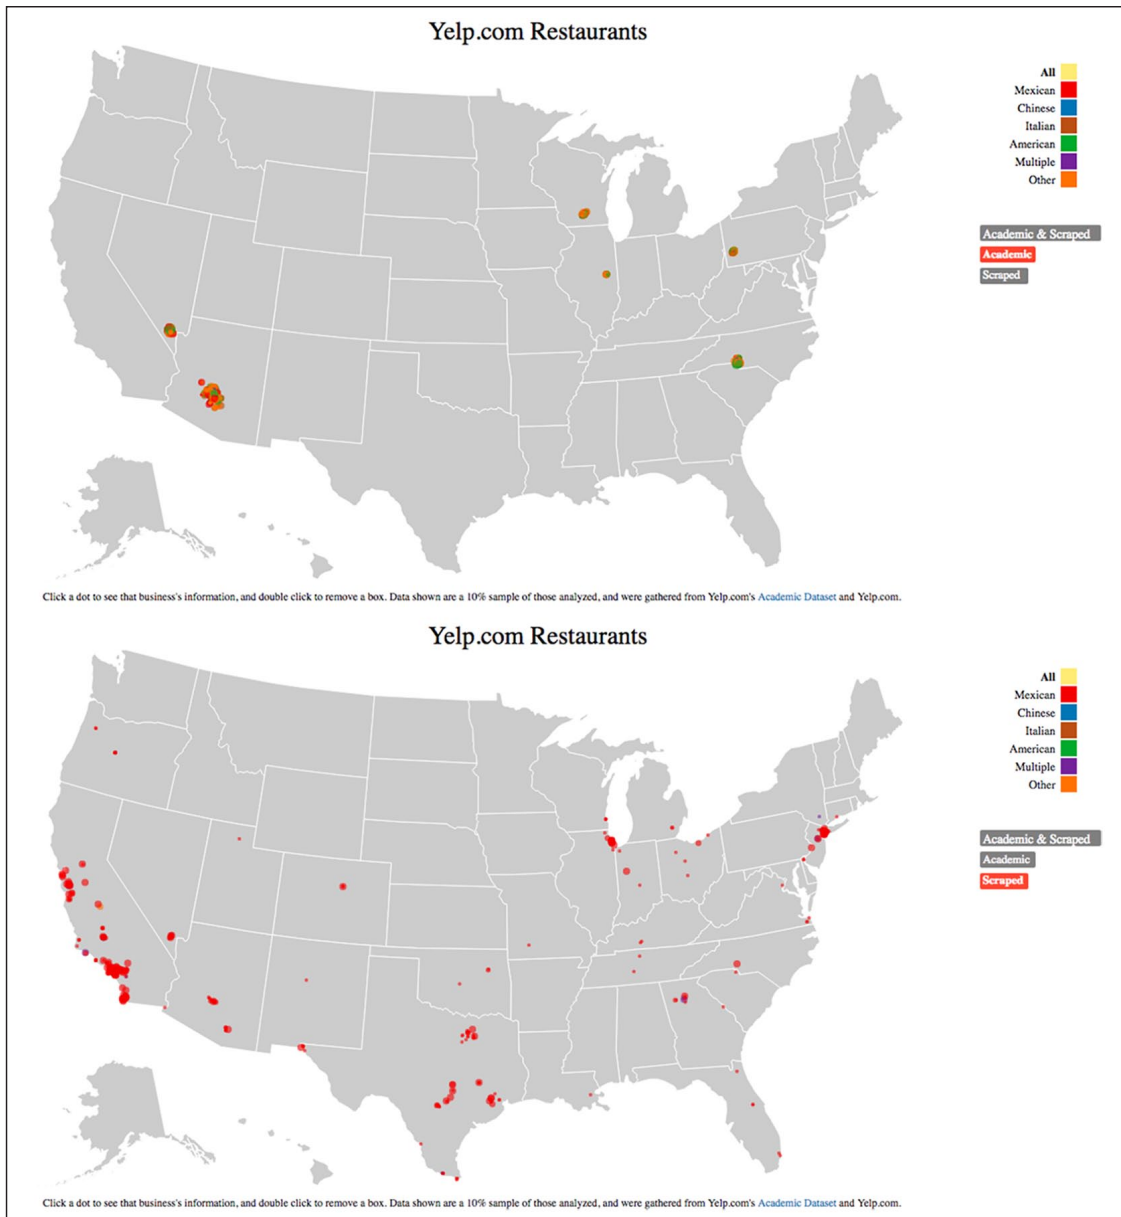 Yelp.com Restaurants
All
Mexican
Chinese
Italian
American
Multiple
Other
Academic & Scraped
Academic
Scraped
Click a dot to see that business's information, and double click to remove a box. Data shown are a 10% sample of those analyzed, and were gathered from Yelp.com's Academic Dataset and Yelp.com.
Yelp.com Restaurants
All
Mexican
Chinese
Italian
American
Multiple
Other
Academic & Scraped
Academic
Scraped
Click a dot to see that business's information, and double click to remove a box. Data shown are a 10% sample of those analyzed, and were gathered from Yelp.com's Academic Dataset and Yelp.com.